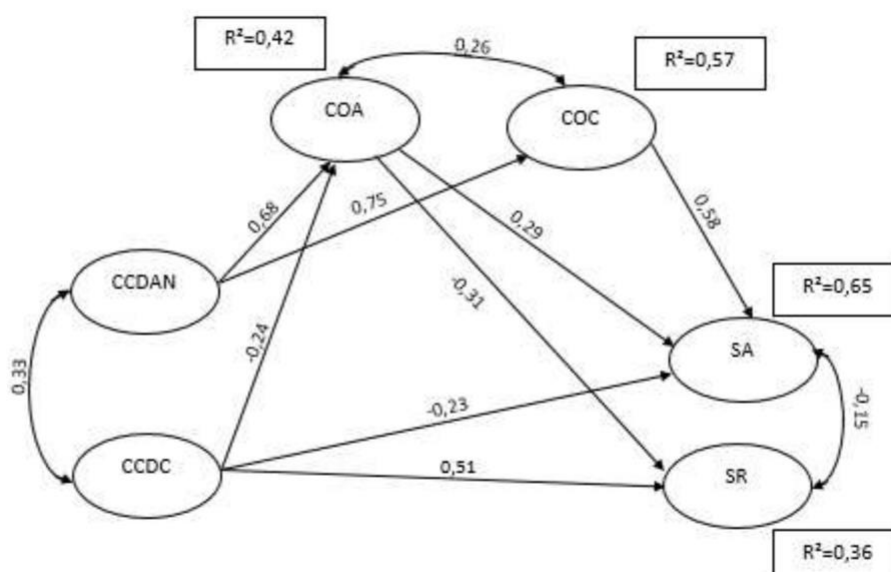 R²=0,42
0,26
R²=0,57
COA
COC
0,68
0,75
0,29
0,58
CCDAN
-0,24
-0,31
R²=0,65
SA
0,33
-0,23
-0,15
CCDC
0,51
SR
R²=0,36